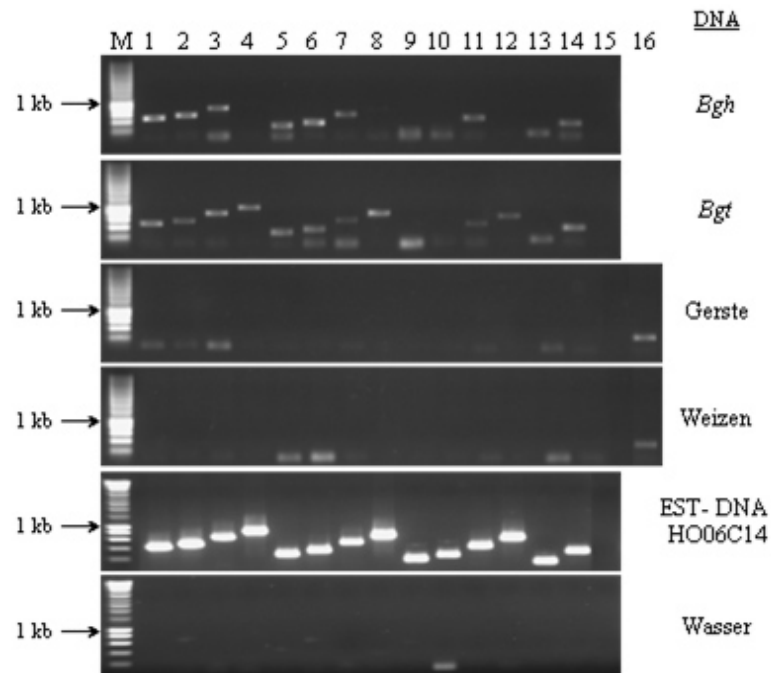 DNA
M 1 2 3 4 5 6 7 8 9 10 11 12 13 14 15 16
1 kb
Bgh
1 kb
Bgt
1 kb
Gerste
1 kb
Weizen
1 kb
EST- DNA
HO06C14
1 kb
Wasser